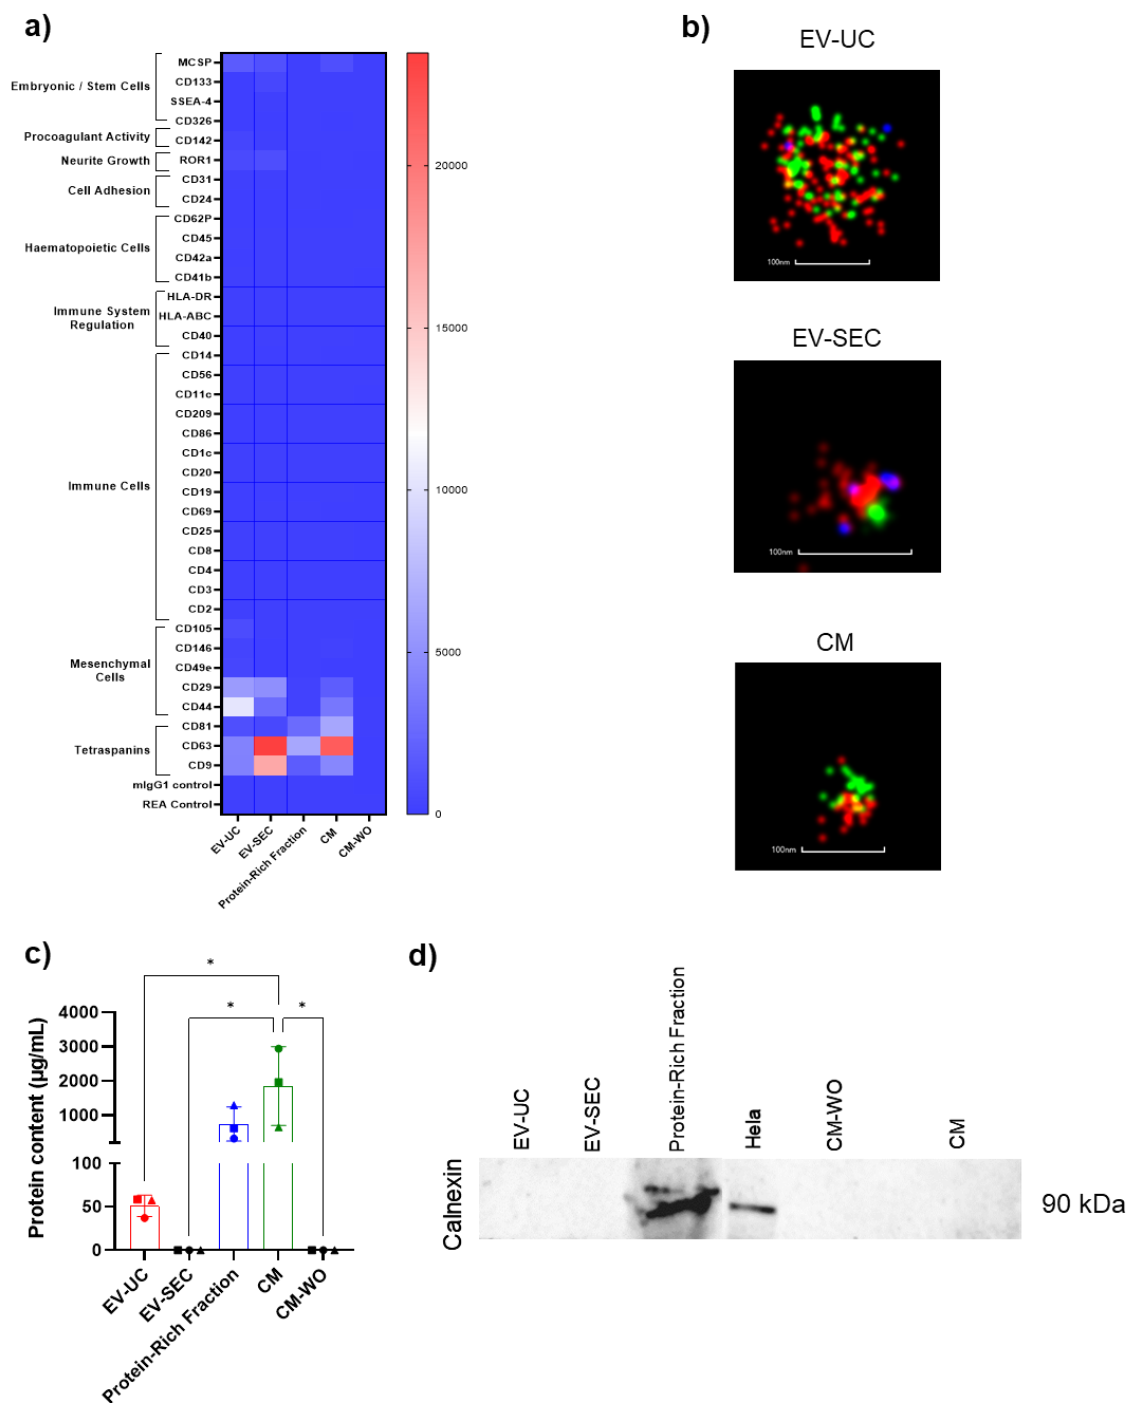 a)
Embryonic / Stem Cells
Procoagulant Activity
Neurite Growth
Cell Adhesion
Haematopoietic Cells
Immune System
Regulation
Immune Cells
Mesenchymal
Cells
Tetraspanins
MCSP
CD133
SSEA-4
CD326
CD142
ROR1
CD31
CD24
CD62P
CD45
CD42a
CD41b
HLA-DR
HLA-ABC
CD40
CD14
CD56
CD11c
CD209
CD86
CD1c
CD20
CD19
CD69
CD25
CD8
CD4
CD3
CD2
CD105
CD146
CD49e
CD29
CD44
CD81
CD63
CD9
mIgG1 control
REA Control
EV-UC
EV-SEC
Protein-Rich Fraction
CM
CM-WO
20000
15000
10000
5000
0
b)
EV-UC
100nm
EV-SEC
100nm
CM
100nm
c)
*
*
*
Protein content (µg/mL)
4000
3000
2000
1000
100
50
0
EV-UC
EV-SEC
Protein-Rich Fraction
CM
CM-WO
d)
EV-UC
EV-SEC
Protein-Rich Fraction
Hela
CM-WO
CM
Calnexin
90 kDa